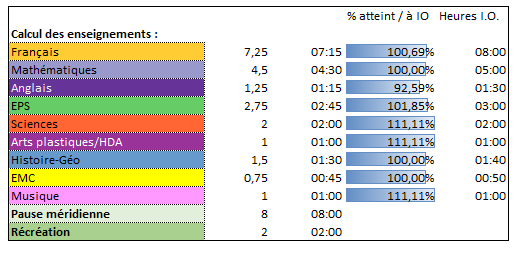 % atteint / à IO Heures I.O.
Calcul des enseignements :
Français 7,25 07:15 100,69% 08:00
Mathématiques 4,5 04:30 100,00% 05:00
Anglais 1,25 01:15 92,59% 01:30
EPS 2,75 02:45 101,85% 03:00
Sciences 2 02:00 111,11% 02:00
Arts plastiques/HDA 1 01:00 111,11% 01:00
Histoire-Géo 1,5 01:30 100,00% 01:40
EMC 0,75 00:45 100,00% 00:50
Musique 1 01:00 111,11% 01:00
Pause méridienne 8 08:00
Récréation 2 02:00